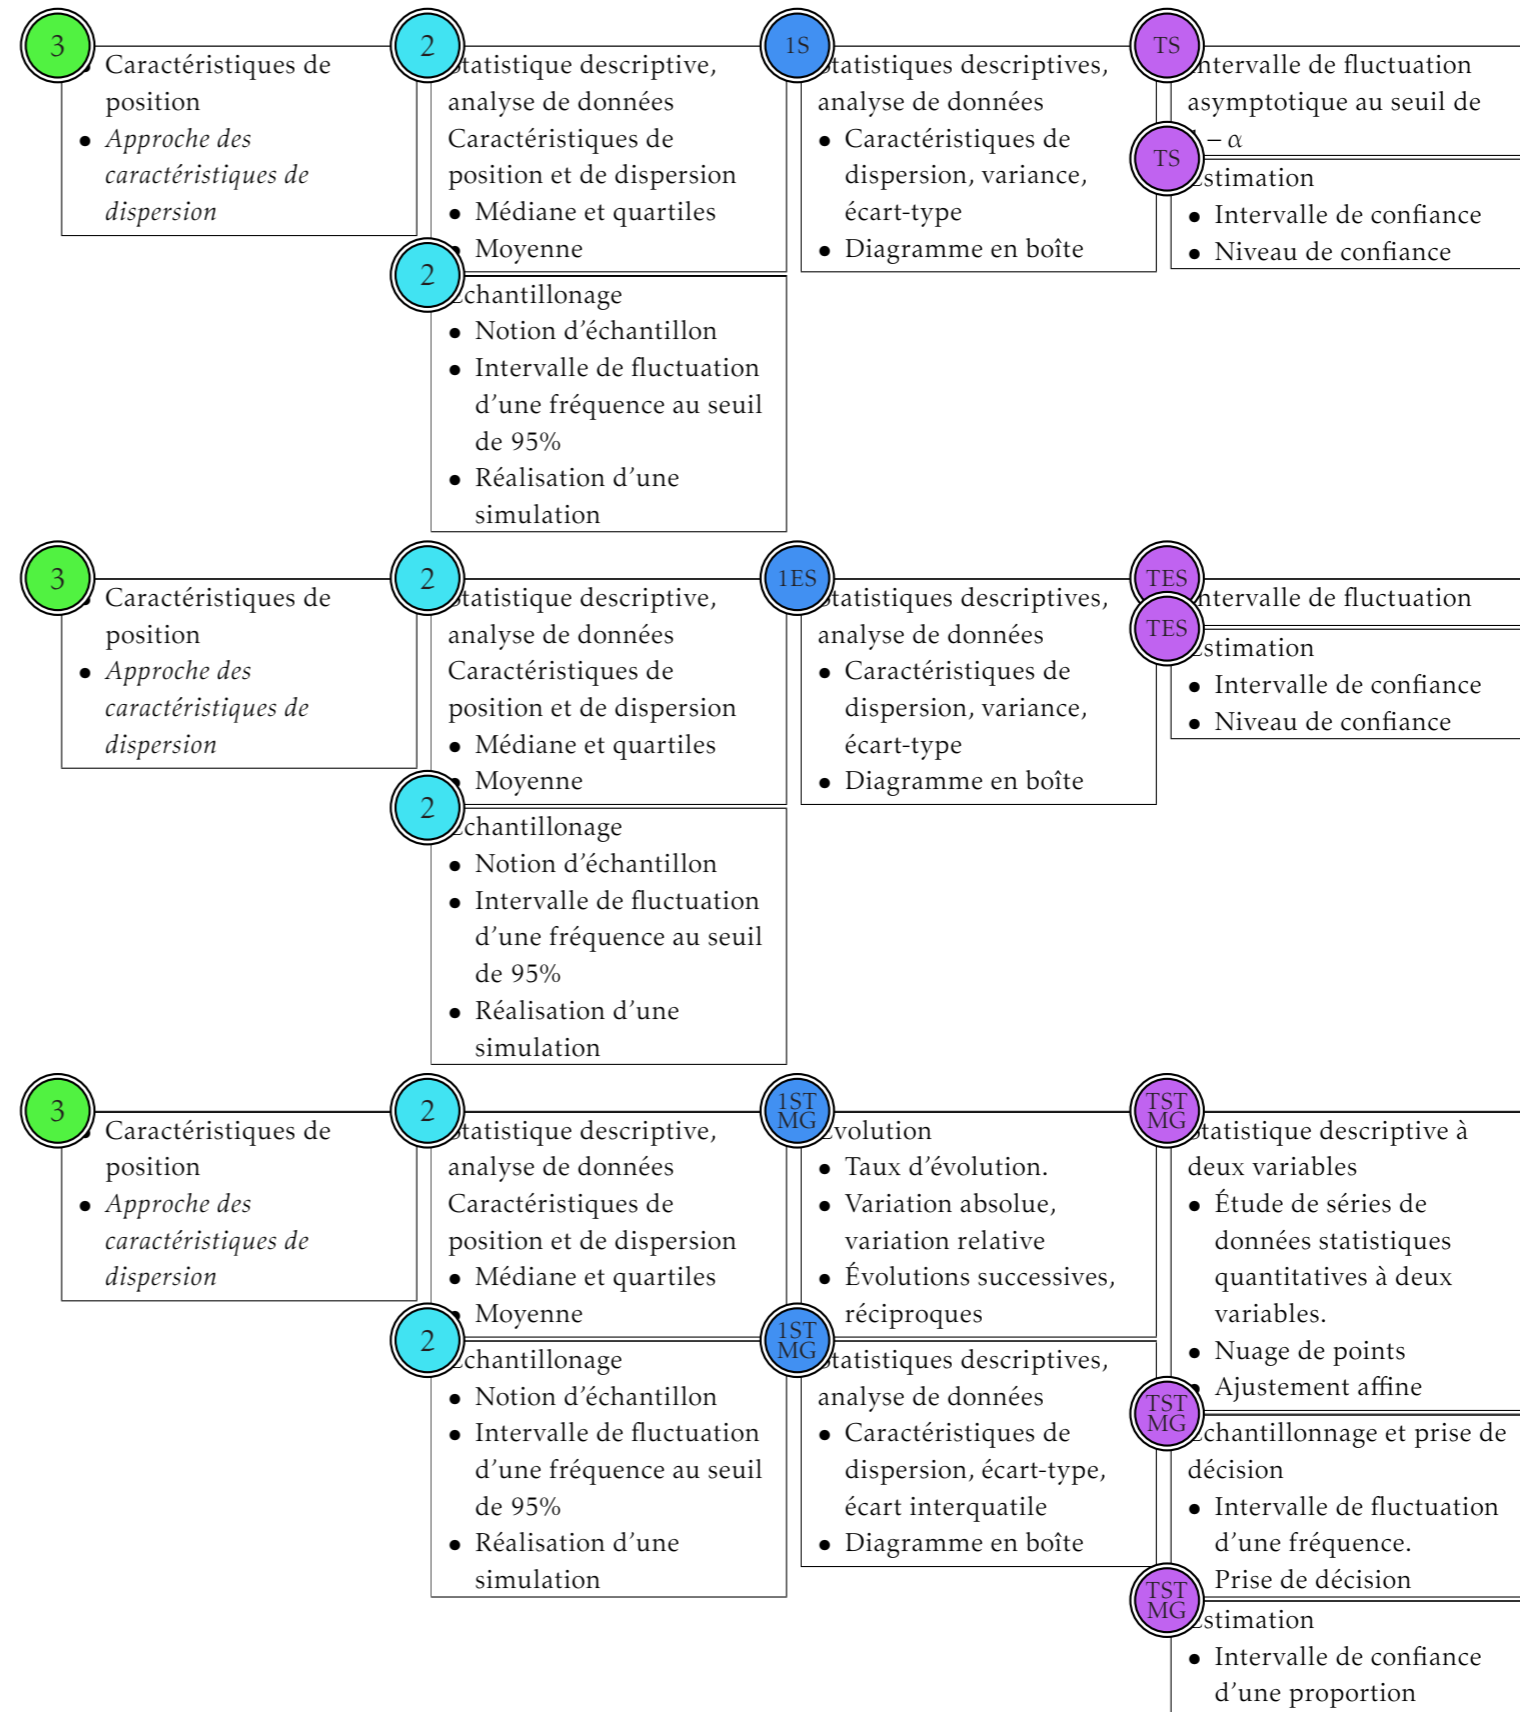 3
Caractéristiques de
position
• Approche des
caractéristiques de
dispersion
2
Statistique descriptive,
analyse de données
Caractéristiques de
position et de dispersion
• Médiane et quartiles
• Moyenne
2
Échantillonage
• Notion d'échantillon
• Intervalle de fluctuation
d'une fréquence au seuil
de 95%
• Réalisation d'une
simulation
1S
Statistiques descriptives,
analyse de données
• Caractéristiques de
dispersion, variance,
écart-type
• Diagramme en boîte
TS
Intervalle de fluctuation
asymptotique au seuil de
1 − α
TS
Estimation
• Intervalle de confiance
• Niveau de confiance
3
Caractéristiques de
position
• Approche des
caractéristiques de
dispersion
2
Statistique descriptive,
analyse de données
Caractéristiques de
position et de dispersion
• Médiane et quartiles
• Moyenne
2
Échantillonage
• Notion d'échantillon
• Intervalle de fluctuation
d'une fréquence au seuil
de 95%
• Réalisation d'une
simulation
1ES
Statistiques descriptives,
analyse de données
• Caractéristiques de
dispersion, variance,
écart-type
• Diagramme en boîte
TES
Intervalle de fluctuation
TES
Estimation
• Intervalle de confiance
• Niveau de confiance
3
Caractéristiques de
position
• Approche des
caractéristiques de
dispersion
2
Statistique descriptive,
analyse de données
Caractéristiques de
position et de dispersion
• Médiane et quartiles
• Moyenne
2
Échantillonage
• Notion d'échantillon
• Intervalle de fluctuation
d'une fréquence au seuil
de 95%
• Réalisation d'une
simulation
1ST
MG
Évolution
• Taux d'évolution.
• Variation absolue,
variation relative
• Évolutions successives,
réciproques
1ST
MG
Statistiques descriptives,
analyse de données
• Caractéristiques de
dispersion, écart-type,
écart interquatile
• Diagramme en boîte
TST
MG
Statistique descriptive à
deux variables
• Étude de séries de
données statistiques
quantitatives à deux
variables.
• Nuage de points
• Ajustement affine
TST
MG
Échantillonnage et prise de
décision
• Intervalle de fluctuation
d'une fréquence.
Prise de décision
TST
MG
Estimation
• Intervalle de confiance
d'une proportion